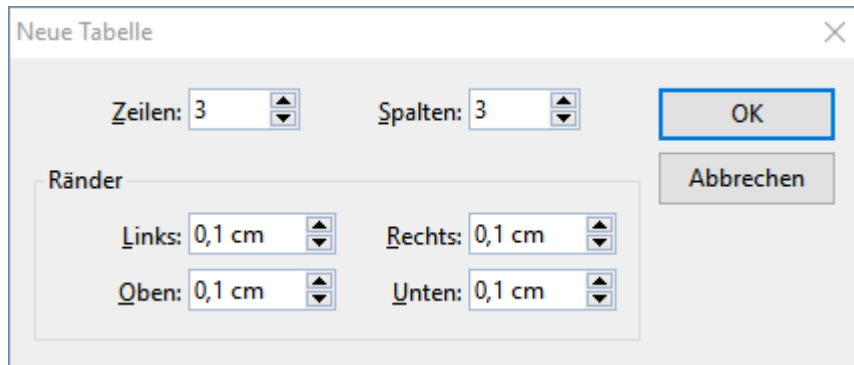 Neue Tabelle
Zeilen: 3 Spalten: 3 OK
Abbrechen
Ränder
Links: 0,1 cm Rechts: 0,1 cm
Oben: 0,1 cm Unten: 0,1 cm